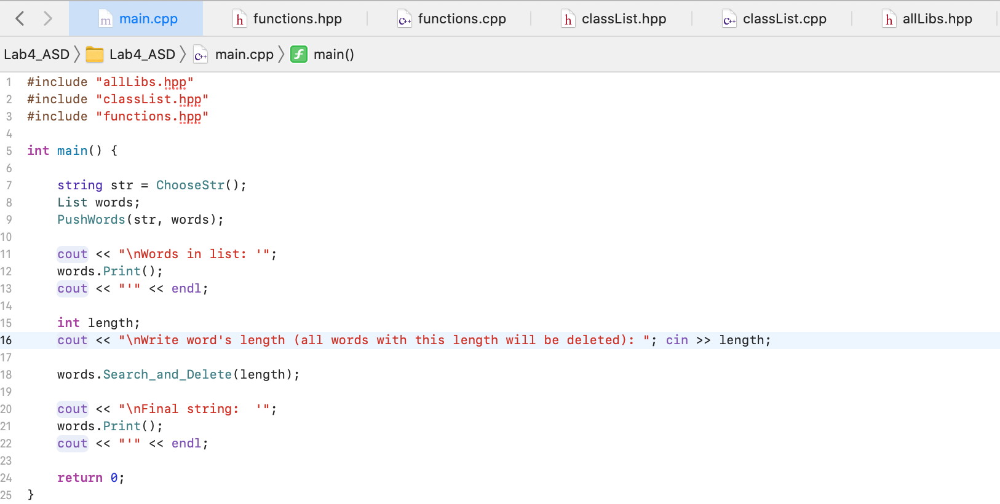 main.cpp functions.hpp functions.cpp classList.hpp classList.cpp allLibs.hpp
Lab4_ASD Lab4_ASD main.cpp main()
1 #include "allLibs.hpp"
2 #include "classList.hpp"
3 #include "functions.hpp"
4
5 int main() {
6
7     string str = ChooseStr();
8     List words;
9     PushWords(str, words);
10
11     cout << "\nWords in list: '";
12     words.Print();
13     cout << "'" << endl;
14
15     int length;
16     cout << "\nWrite word's length (all words with this length will be deleted): "; cin >> length;
17
18     words.Search_and_Delete(length);
19
20     cout << "\nFinal string:  '";
21     words.Print();
22     cout << "'" << endl;
23
24     return 0;
25 }